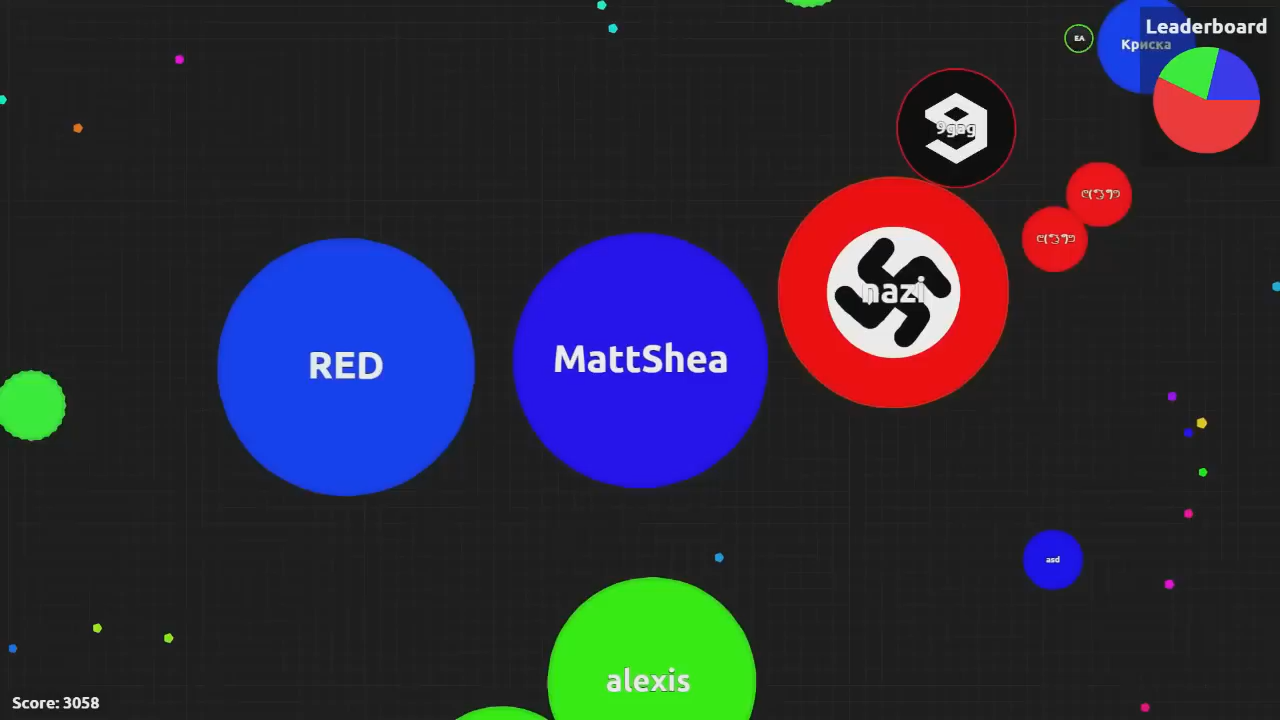 EA
Криска
Leaderboard
9gag
RED
MattShea
nazi
asd
alexis
Score: 3058